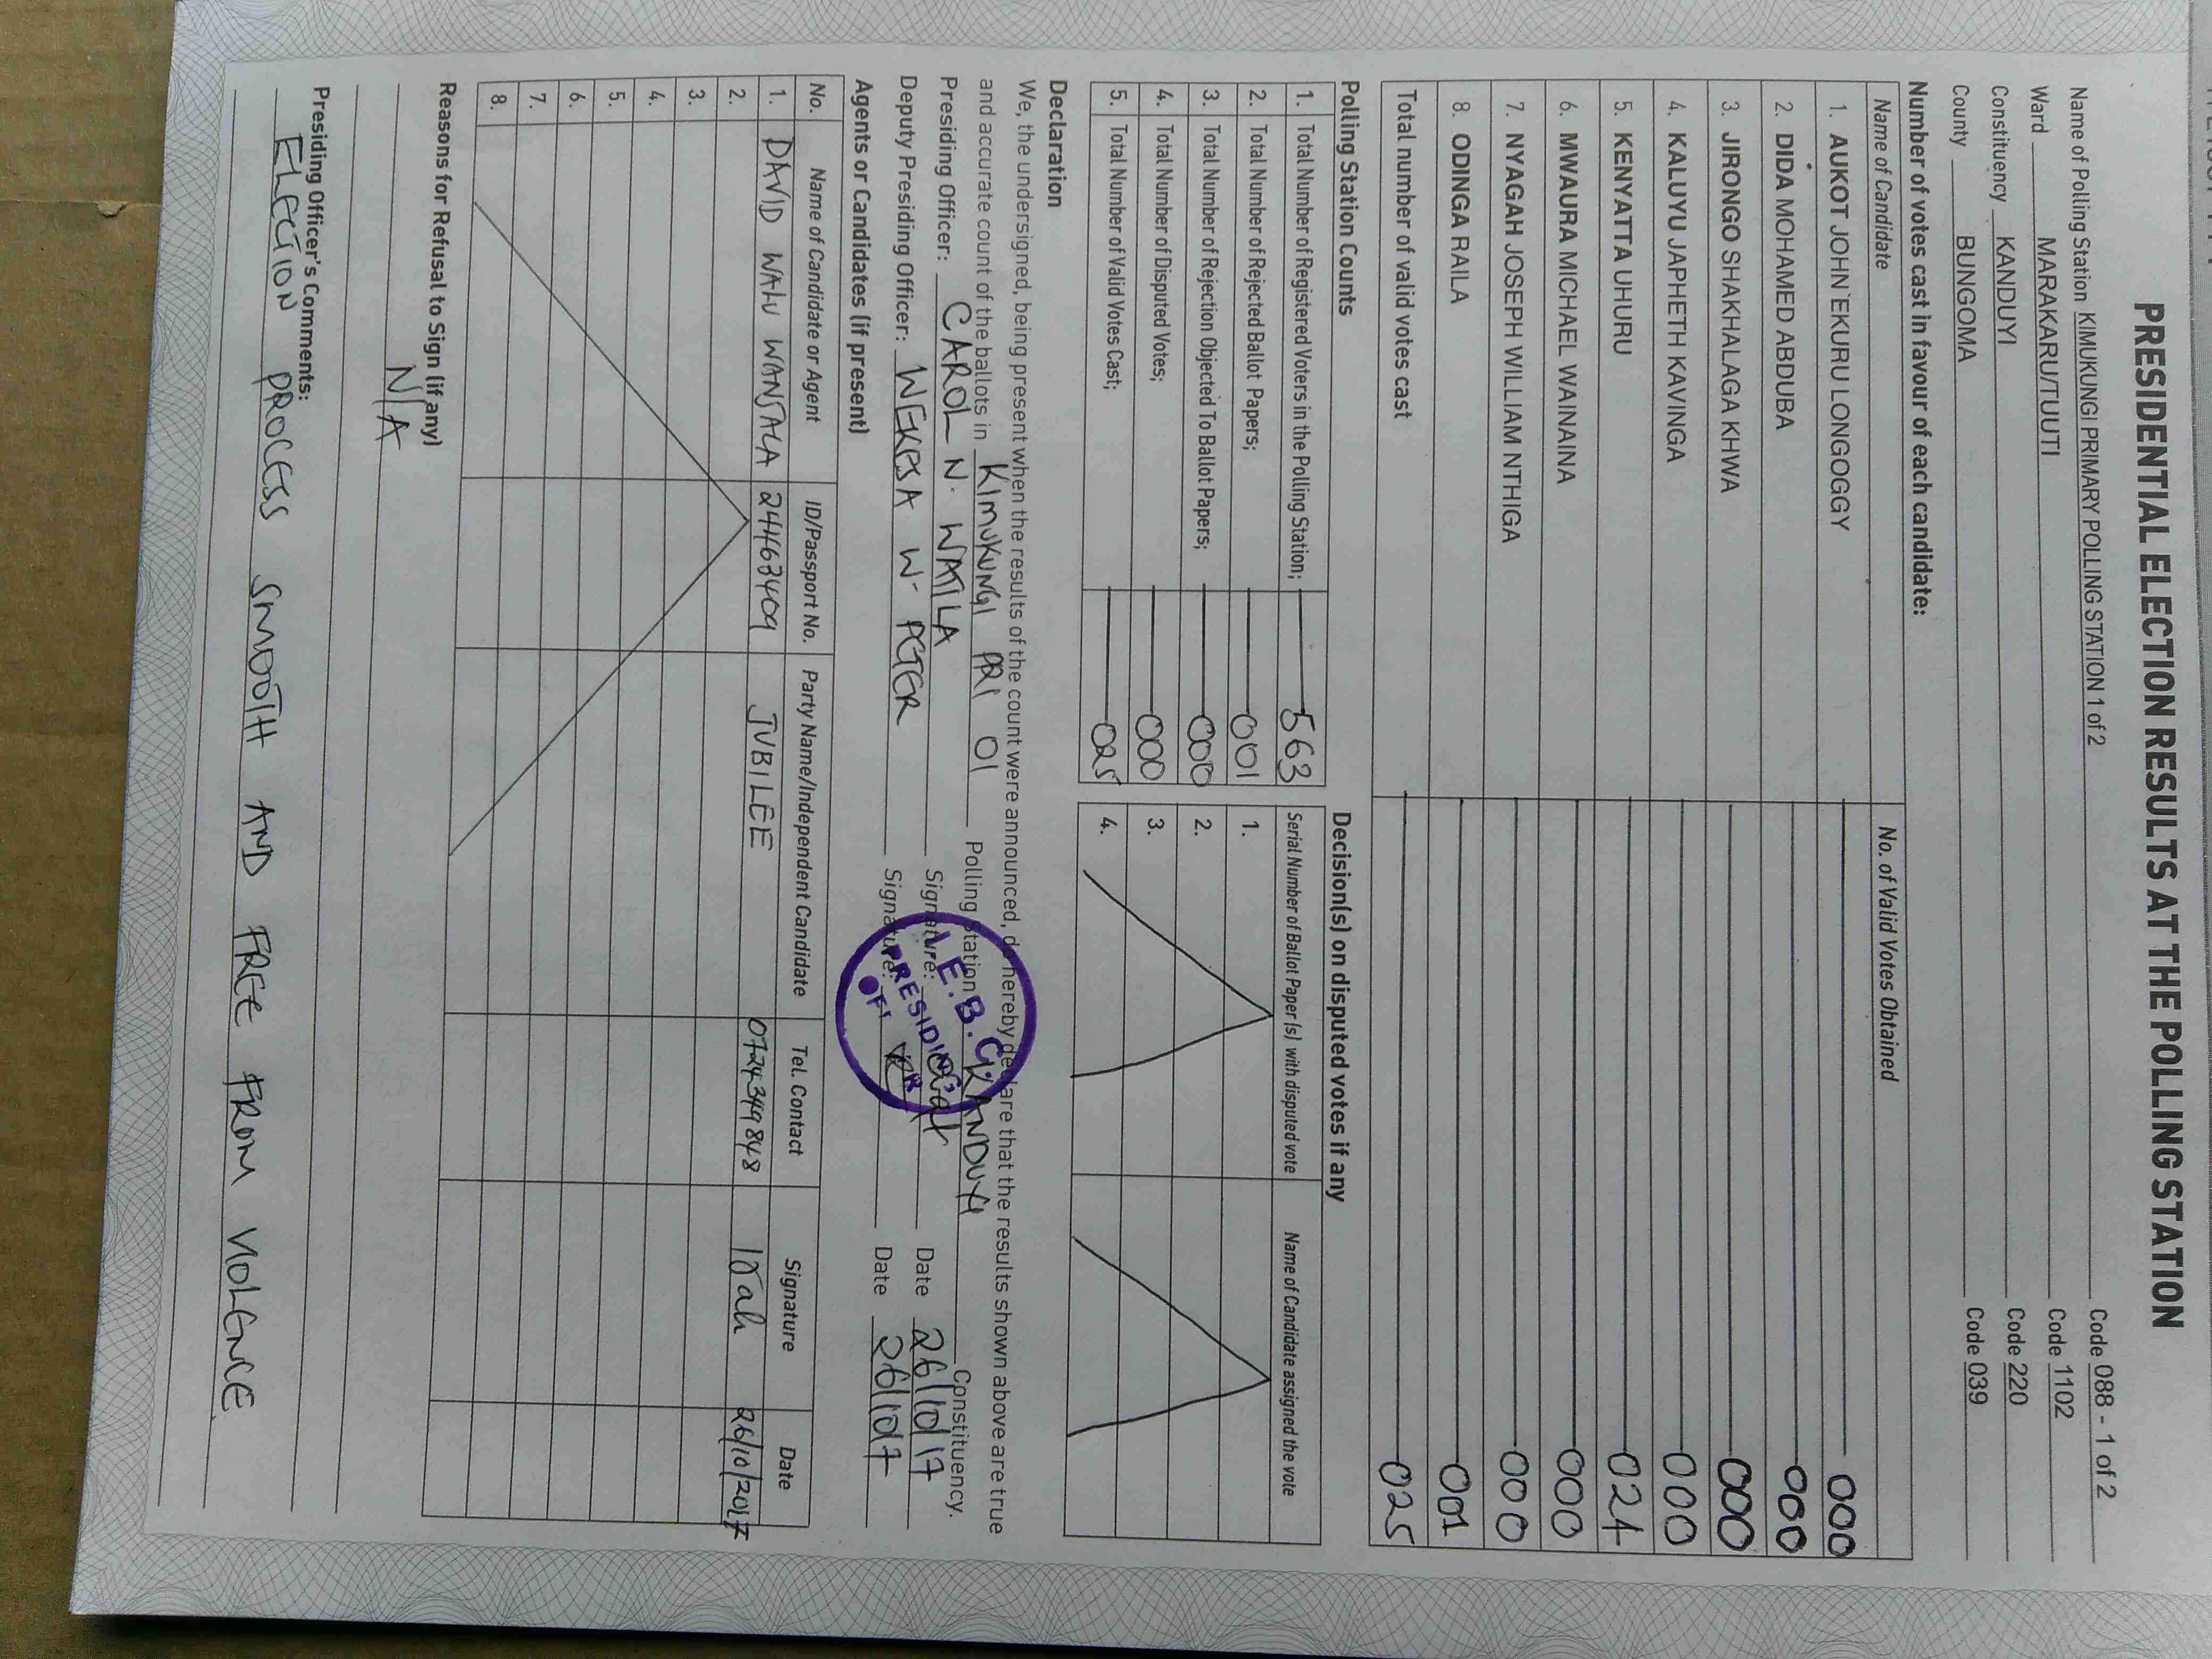 PRESIDENTIAL ELECTION RESULTS AT THE POLLING STATION
Name of Polling Station KIMUKUNGI PRIMARY POLLING STATION 1 of 2 Code 088 - 1 of 2
Ward MARAKARU/TUUTI Code 1102
Constituency KANDUYI Code 220
County BUNGOMA Code 039
Number of votes cast in favour of each candidate:
Name of Candidate No. of Valid Votes Obtained
1. AUKOT JOHN EKURU LONGOGGY 000
2. DIDA MOHAMED ABDUBA 000
3. JIRONGO SHAKHALAGA KHWA 000
4. KALUYU JAPHETH KAVINGA 000
5. KENYATTA UHURU 024
6. MWAURA MICHAEL WAINAINA 000
7. NYAGAH JOSEPH WILLIAM NTHIGA 000
8. ODINGA RAILA 001
Total number of valid votes cast 025
Polling Station Counts
1. Total Number of Registered Voters in the Polling Station; 563
2. Total Number of Rejected Ballot Papers; 001
3. Total Number of Rejection Objected To Ballot Papers; 000
4. Total Number of Disputed Votes; 000
5. Total Number of Valid Votes Cast; 025
Decision(s) on disputed votes if any
Serial Number of Ballot Paper (s) with disputed vote Name of Candidate assigned the vote
1.
2.
3.
4.
Declaration
We, the undersigned, being present when the results of the count were announced, do hereby declare that the results shown above are true
and accurate count of the ballots in KIMUKUNGI PRI 01 Polling Station KANDUYI Constituency.
Presiding Officer: CAROL N. WATILA Signature: Date 26/10/17
Deputy Presiding Officer: WEKESA W. PETER Signature: Date 26/10/17
I.E.B.C.
PRESIDING
Agents or Candidates (if present)
No. Name of Candidate or Agent ID/Passport No. Party Name/Independent Candidate Tel. Contact Signature Date
1. DAVID WALU WANJALA 24463409 JUBILEE 0724349848 26/10/2017
2.
3.
4.
5.
6.
7.
8.
Reasons for Refusal to Sign (if any)
N/A
Presiding Officer's Comments:
ELECTION PROCESS SMOOTH AND FREE FROM VIOLENCE